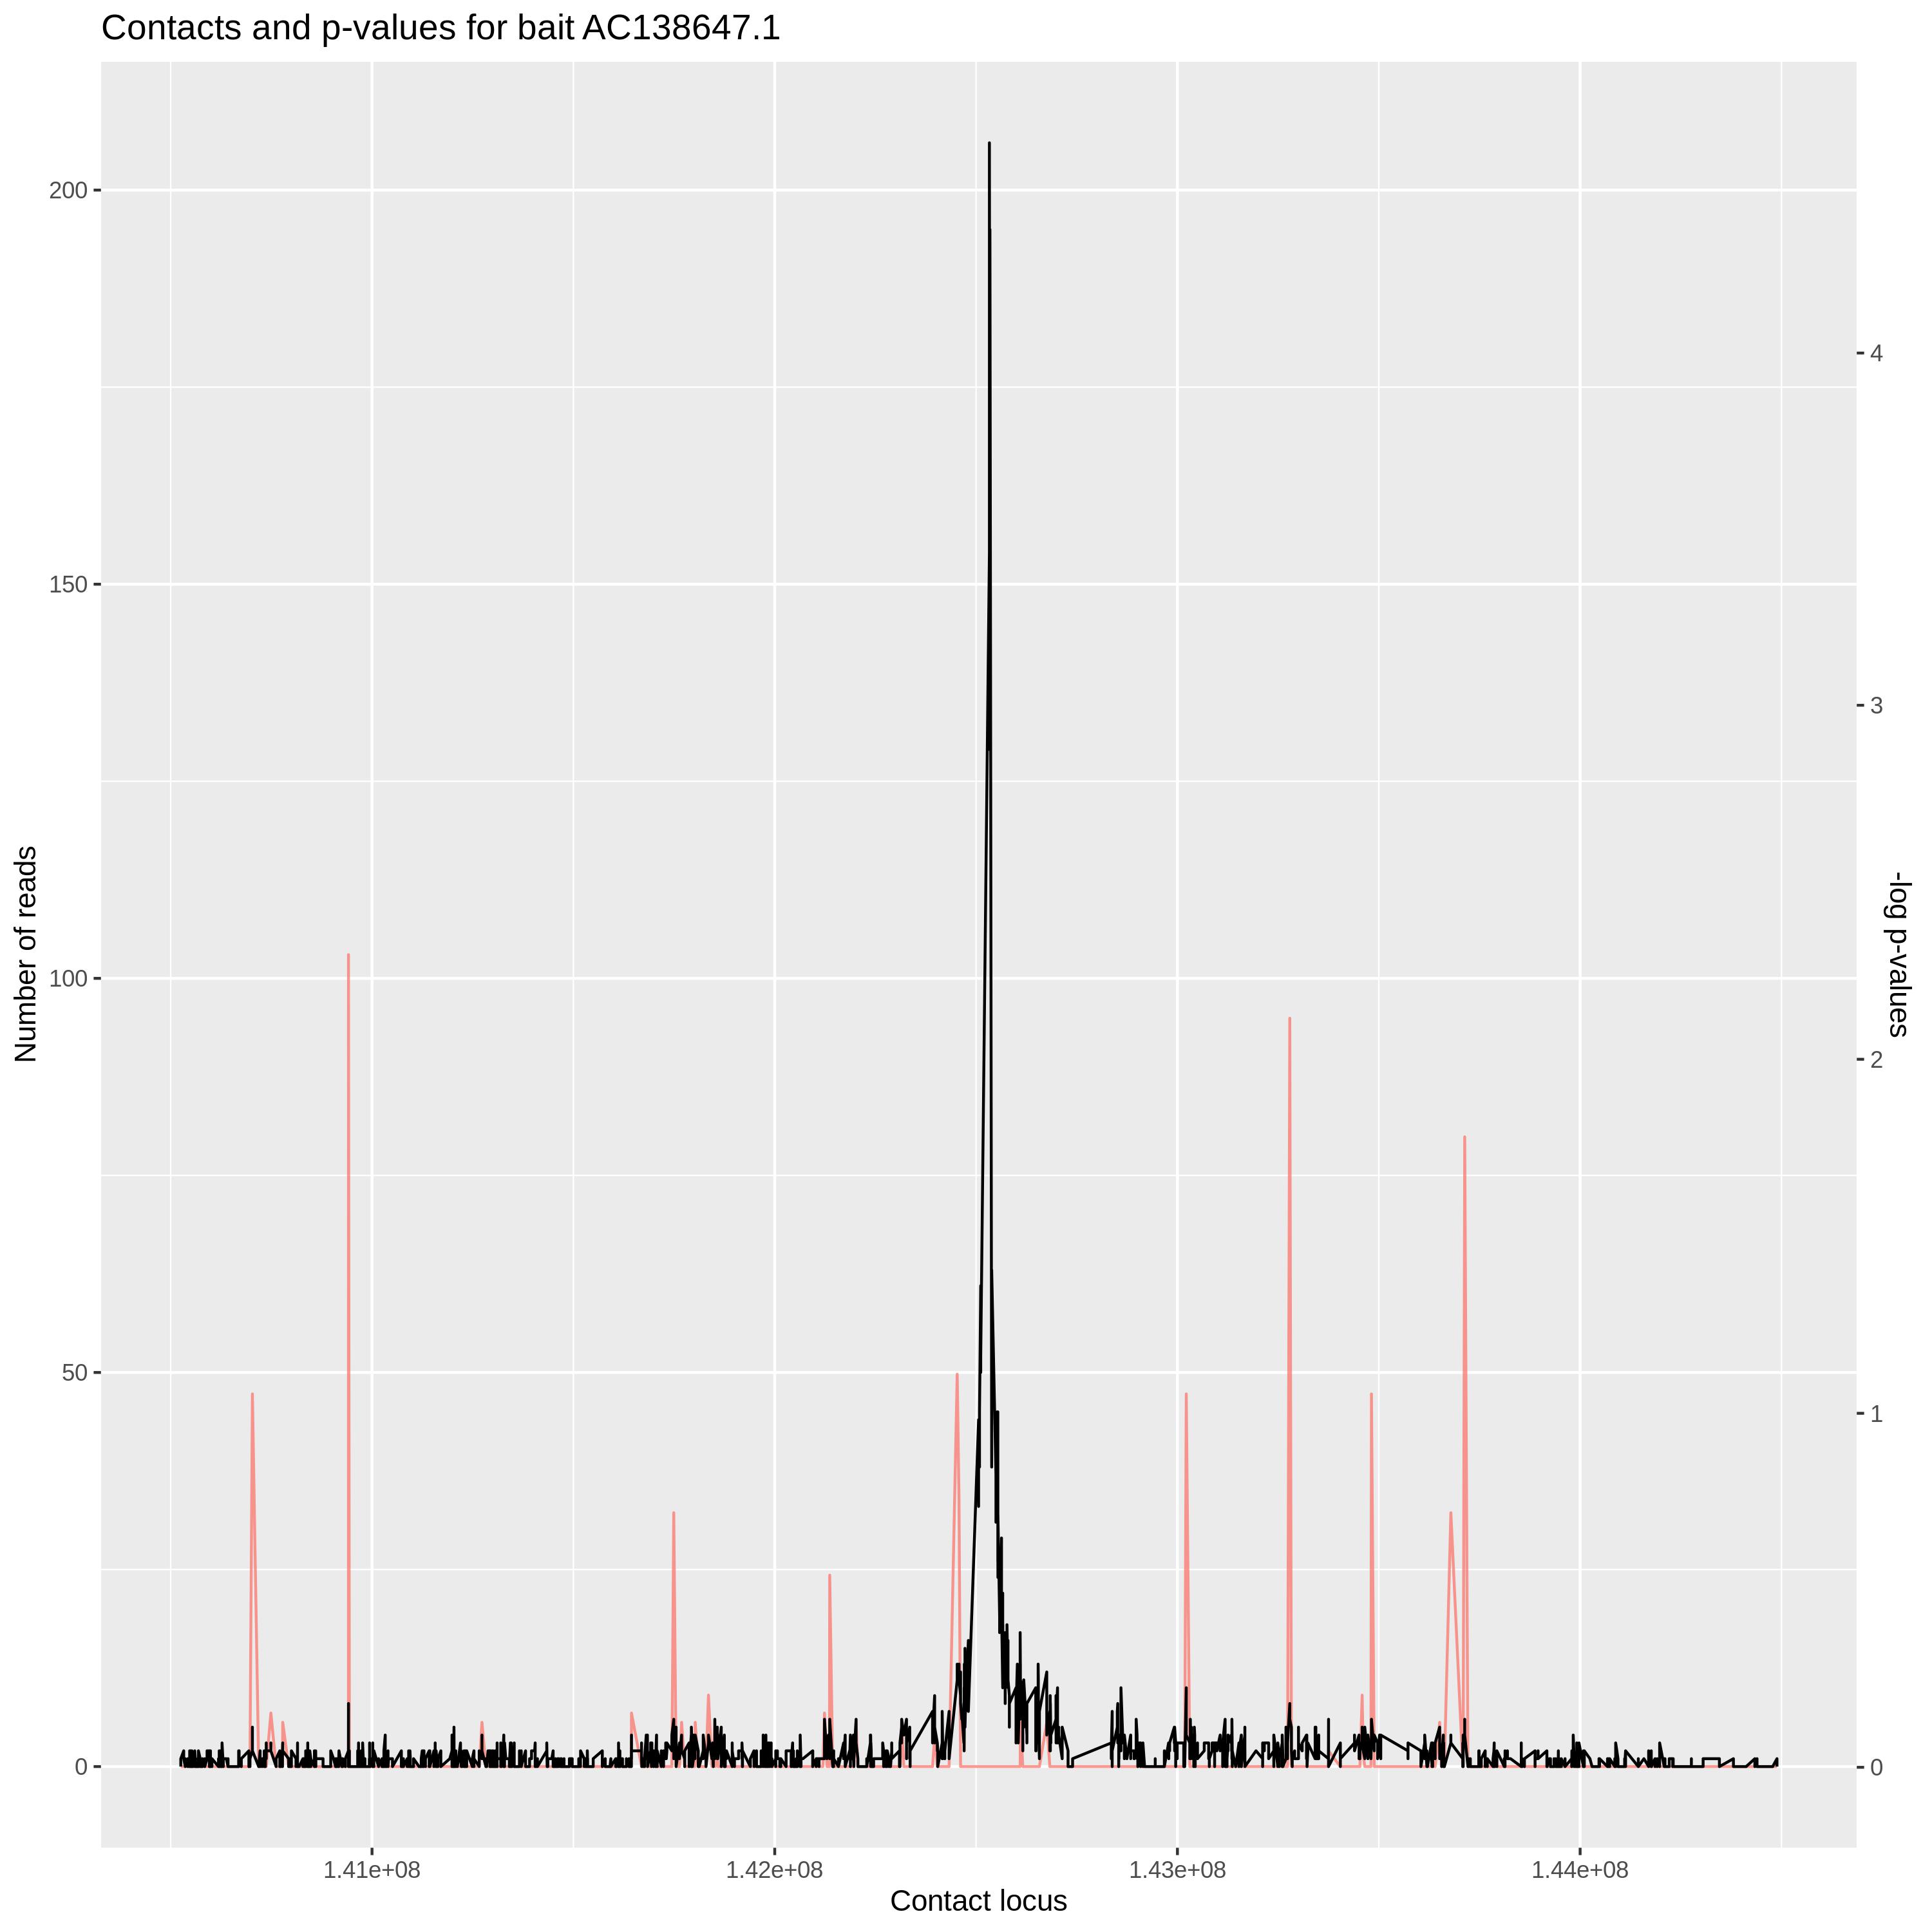 Contacts and p-values for bait AC138647.1
200
150
100
50
0
Number of reads
4
3
2
1
0
-log p-values
1.41e+08
1.42e+08
1.43e+08
1.44e+08
Contact locus